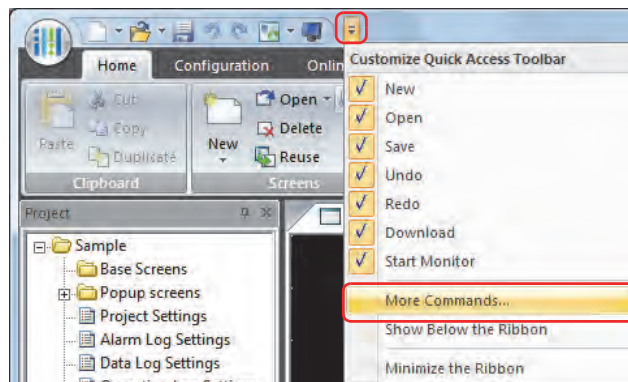 Home Configuration Onlin
Cut
Copy
Paste
Duplicate
Clipboard
New
Open
Delete
Reuse
Screens
Customize Quick Access Toolbar
New
Open
Save
Undo
Redo
Download
Start Monitor
More Commands...
Show Below the Ribbon
Minimize the Ribbon
Project
Sample
Base Screens
Popup screens
Project Settings
Alarm Log Settings
Data Log Settings